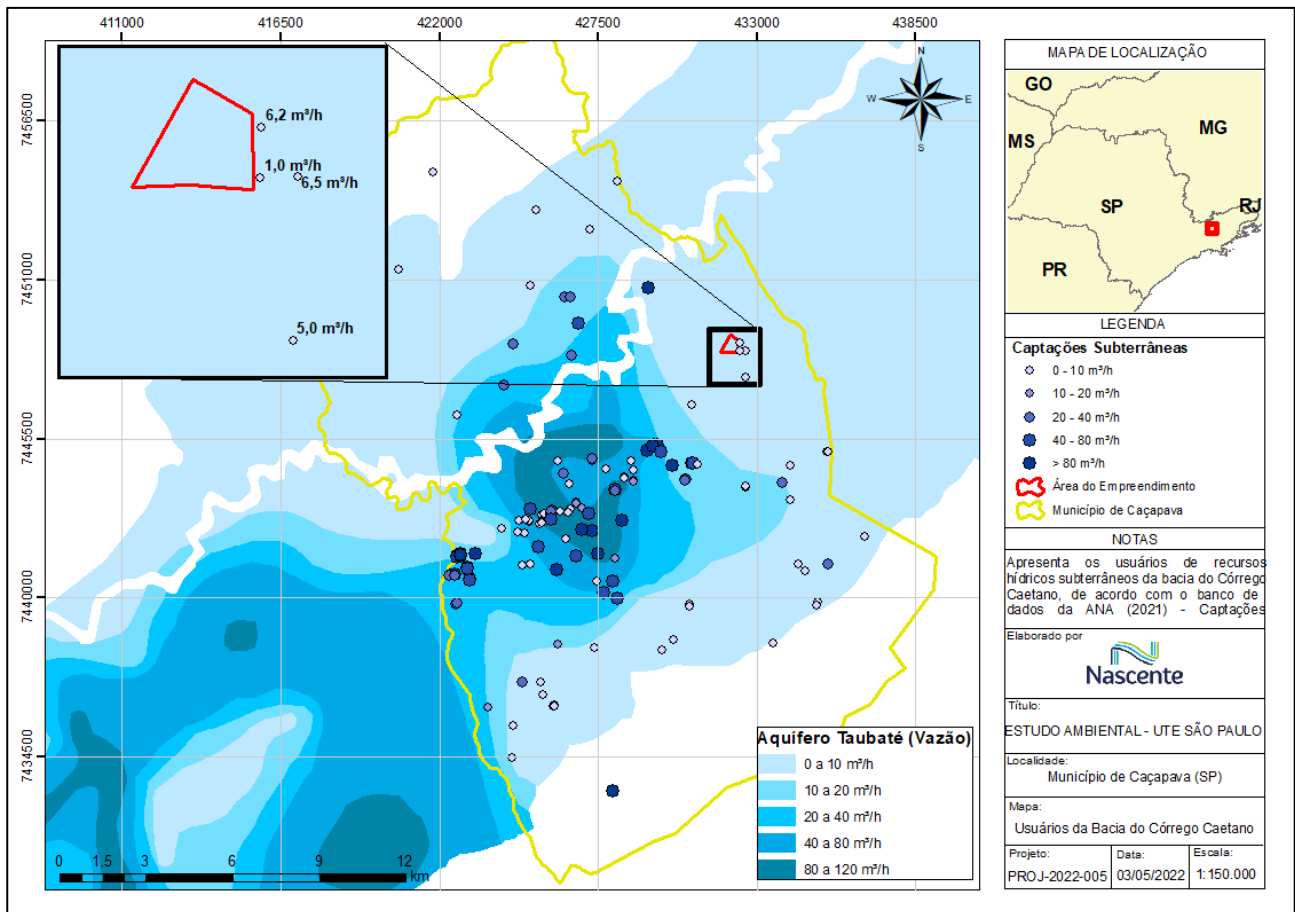 411000 416500 422000 427500 433000 438500
7456500
7451000
7445500
7440000
7434500
6,2 m³/h
1,0 m³/h
6,5 m³/h
5,0 m³/h
N
W E
S
Aquífero Taubaté (Vazão)
0 a 10 m³/h
10 a 20 m³/h
20 a 40 m³/h
40 a 80 m³/h
80 a 120 m³/h
0 1,5 3 6 9 12
km
MAPA DE LOCALIZAÇÃO
GO
MS
MG
SP
RJ
PR
LEGENDA
Captações Subterrâneas
0 - 10 m³/h
10 - 20 m³/h
20 - 40 m³/h
40 - 80 m³/h
> 80 m³/h
Área do Empreendimento
Município de Caçapava
NOTAS
Apresenta os usuários de recursos
hídricos subterrâneos da bacia do Córrego
Caetano, de acordo com o banco de
dados da ANA (2021) - Captações
Elaborado por
Nascente
Título:
ESTUDO AMBIENTAL - UTE SÃO PAULO
Localidade:
Município de Caçapava (SP)
Mapa:
Usuários da Bacia do Córrego Caetano
Projeto: Data: Escala:
PROJ-2022-005 03/05/2022 1:150.000